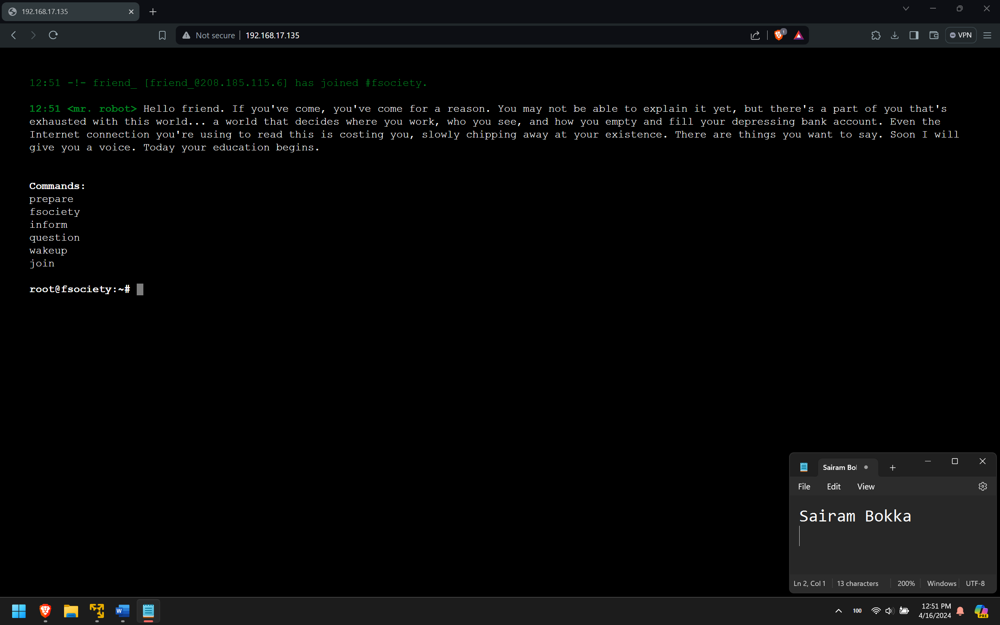 192.168.17.135
Not secure 192.168.17.135 1 VPN
12:51 -!- friend_ [friend_@208.185.115.6] has joined #fsociety.
12:51 <mr. robot> Hello friend. If you've come, you've come for a reason. You may not be able to explain it yet, but there's a part of you that's
exhausted with this world... a world that decides where you work, who you see, and how you empty and fill your depressing bank account. Even the
Internet connection you're using to read this is costing you, slowly chipping away at your existence. There are things you want to say. Soon I will
give you a voice. Today your education begins.
Commands:
prepare
fsociety
inform
question
wakeup
join
root@fsociety:~#
Sairam Bol
File Edit View
Sairam Bokka
Ln 2, Col 1 13 characters 200% Windows UTF-8
W 100 12:51 PM
4/16/2024 PRE